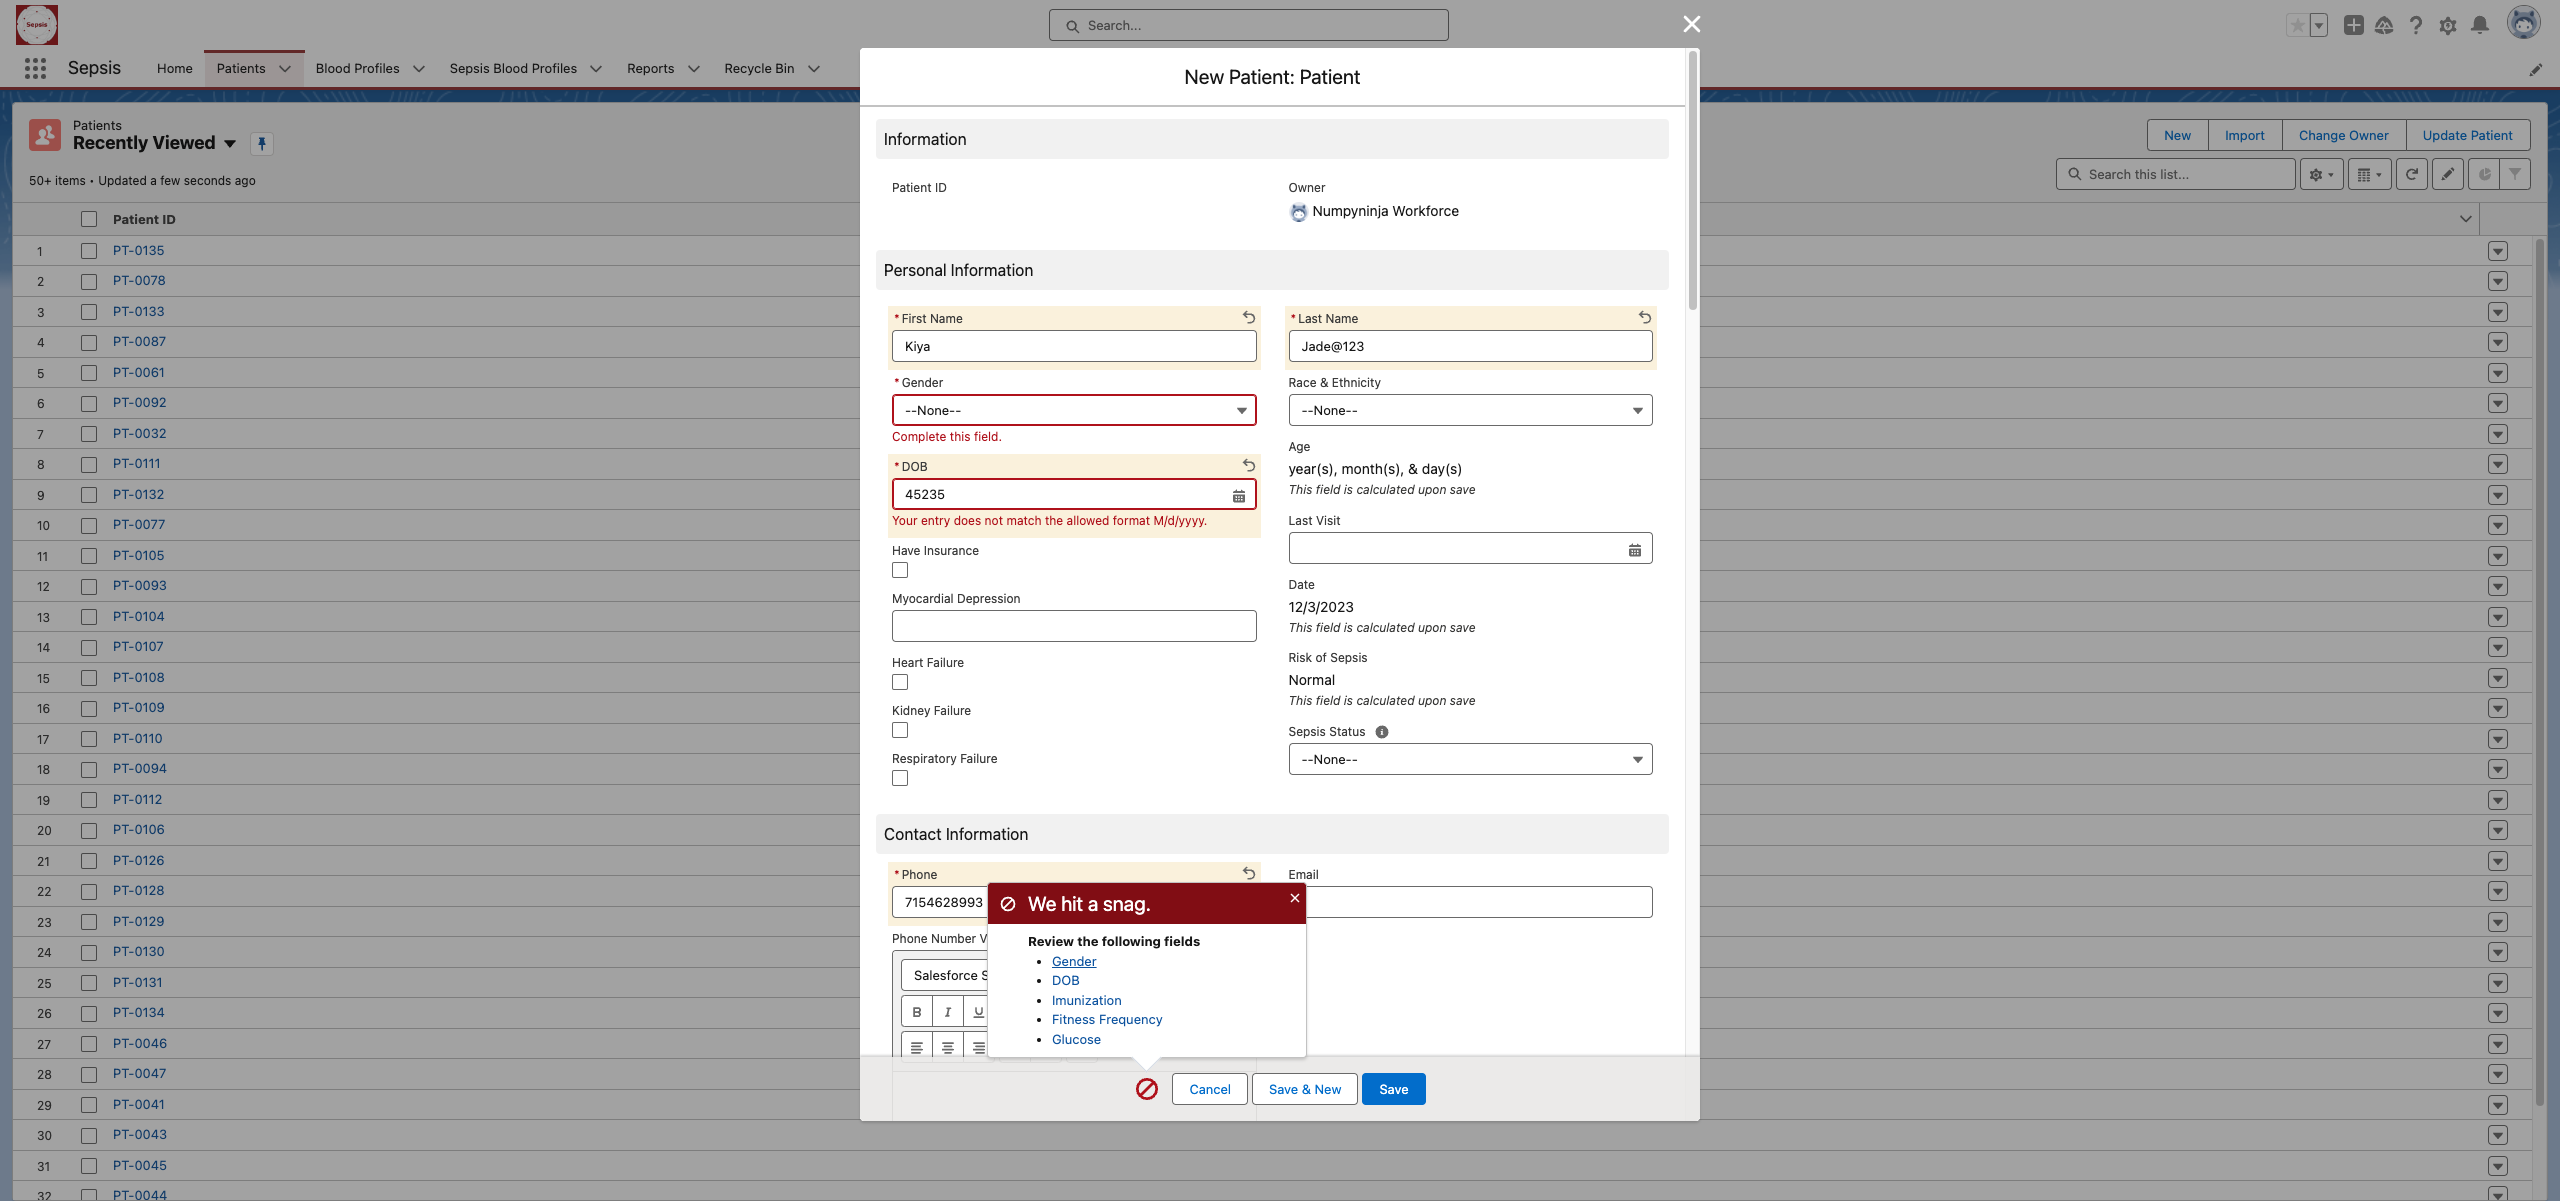 Sepsis
Search...
Sepsis
Home
Patients
Blood Profiles
Sepsis Blood Profiles
Reports
Recycle Bin
Patients
Recently Viewed
50+ items • Updated a few seconds ago
New
Import
Change Owner
Update Patient
Search this list...
Patient ID
1 PT-0135
2 PT-0078
3 PT-0133
4 PT-0087
5 PT-0061
6 PT-0092
7 PT-0032
8 PT-0111
9 PT-0132
10 PT-0077
11 PT-0105
12 PT-0093
13 PT-0104
14 PT-0107
15 PT-0108
16 PT-0109
17 PT-0110
18 PT-0094
19 PT-0112
20 PT-0106
21 PT-0126
22 PT-0128
23 PT-0129
24 PT-0130
25 PT-0131
26 PT-0134
27 PT-0046
28 PT-0047
29 PT-0041
30 PT-0043
31 PT-0045
32 PT-0044
New Patient: Patient
Information
Patient ID
Owner
Numpyninja Workforce
Personal Information
* First Name
Kiya
* Last Name
Jade@123
* Gender
--None--
Complete this field.
Race & Ethnicity
--None--
* DOB
45235
Your entry does not match the allowed format M/d/yyyy.
Age
year(s), month(s), & day(s)
This field is calculated upon save
Have Insurance
Last Visit
Myocardial Depression
Date
12/3/2023
This field is calculated upon save
Heart Failure
Risk of Sepsis
Normal
This field is calculated upon save
Kidney Failure
Sepsis Status
--None--
Respiratory Failure
Contact Information
* Phone
7154628993
Email
Phone Number V
Salesforce S
B I U
We hit a snag.
Review the following fields
• Gender
• DOB
• Imunization
• Fitness Frequency
• Glucose
Cancel
Save & New
Save